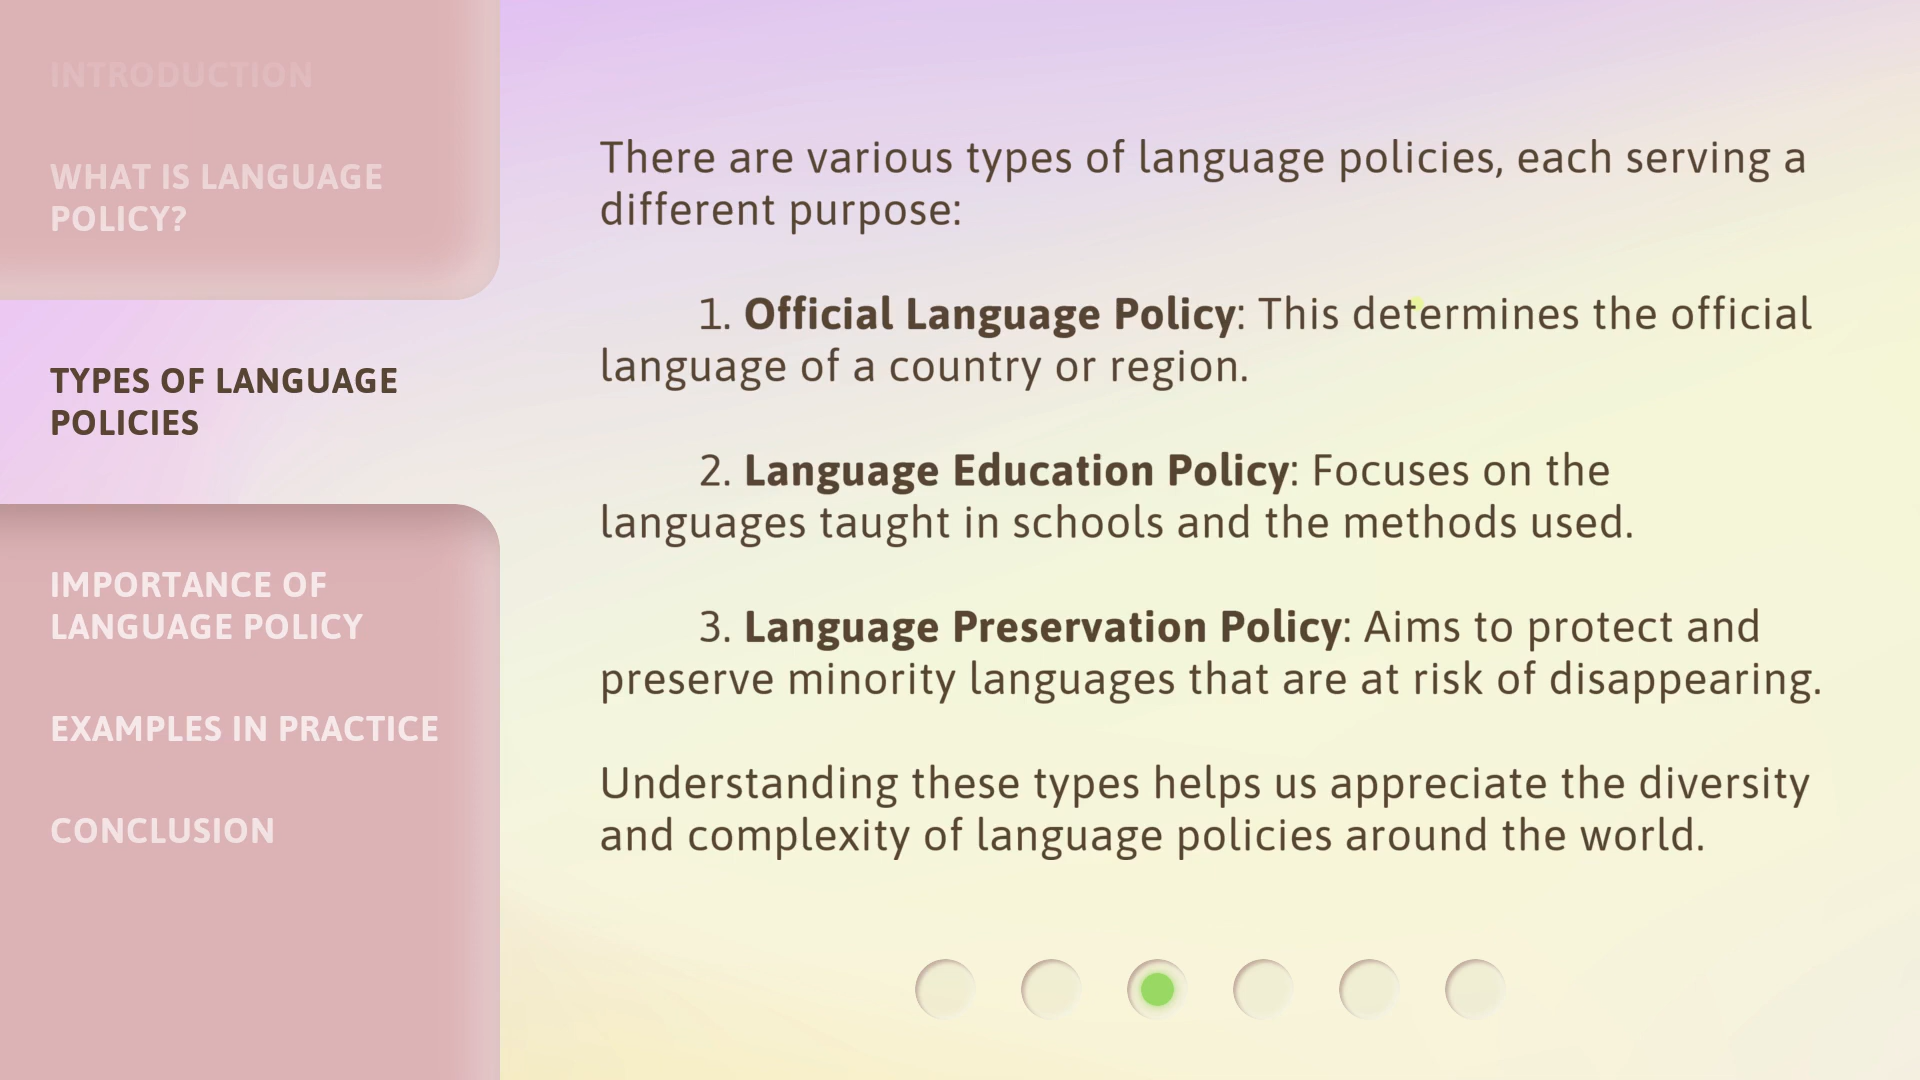 INTRODUCTION
WHAT IS LANGUAGE
POLICY?
TYPES OF LANGUAGE
POLICIES
IMPORTANCE OF
LANGUAGE POLICY
EXAMPLES IN PRACTICE
CONCLUSION
There are various types of language policies, each serving a
different purpose:
1. Official Language Policy: This determines the official
language of a country or region.
2. Language Education Policy: Focuses on the
languages taught in schools and the methods used.
3. Language Preservation Policy: Aims to protect and
preserve minority languages that are at risk of disappearing.
Understanding these types helps us appreciate the diversity
and complexity of language policies around the world.